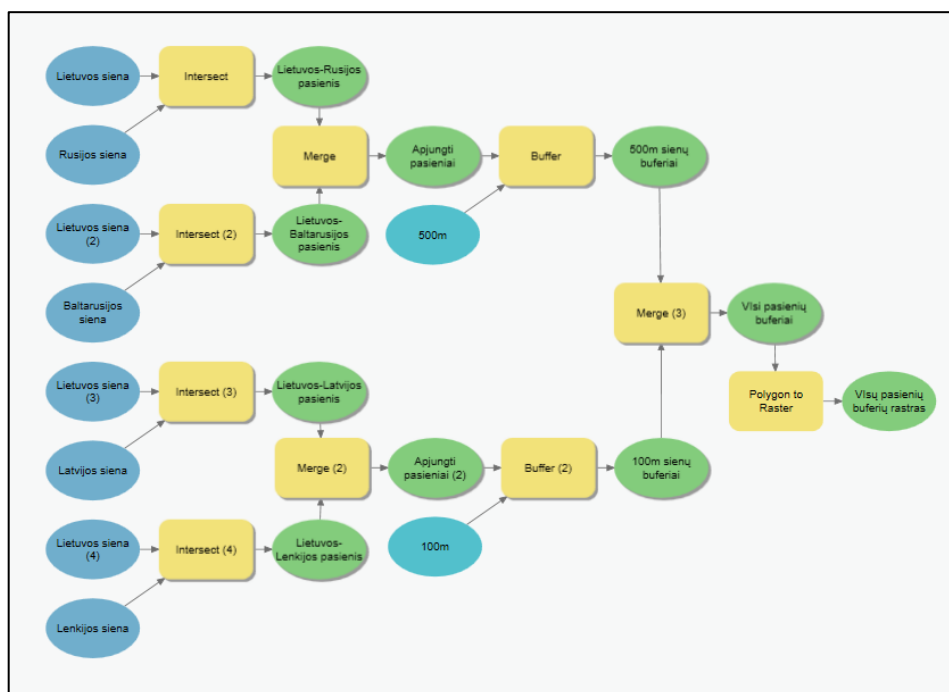 Lietuvos siena
Intersect
Lietuvos-Rusijos
pasienis
Rusijos siena
Merge
Apjungti
pasieniai
Buffer
500m sienų
buferiai
Lietuvos siena
(2)
Intersect (2)
Lietuvos-
Baltarusijos
pasienis
500m
Baltarusijos
siena
Merge (3)
VIsi pasienių
buferiai
Lietuvos siena
(3)
Intersect (3)
Lietuvos-Latvijos
pasienis
Polygon to
Raster
VIsų pasienių
buferių rastras
Latvijos siena
Merge (2)
Apjungti
pasieniai (2)
Buffer (2)
100m sienų
buferiai
Lietuvos siena
(4)
Intersect (4)
Lietuvos-
Lenkijos pasienis
100m
Lenkijos siena